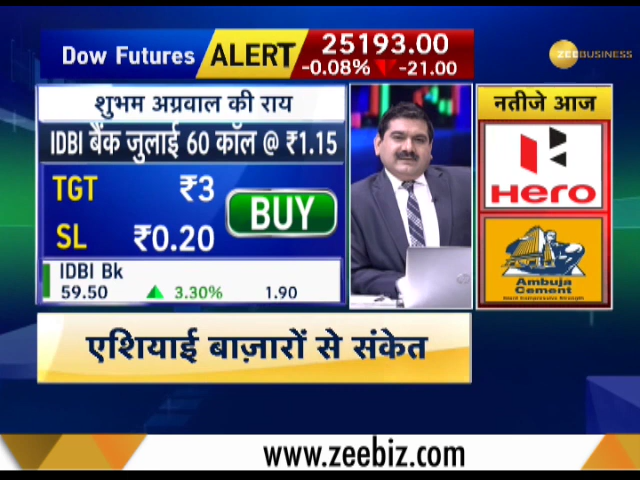 Dow Futures
ALERT
25193.00
-0.08% -21.00
ZEE BUSINESS
शुभम अग्रवाल की राय
IDBI बैंक जुलाई 60 कॉल @ ₹1.15
TGT ₹3
SL ₹0.20
BUY
IDBI Bk
59.50 3.30% 1.90
नतीजे आज
Hero
Ambuja
Cement
एशियाई बाज़ारों से संकेत
www.zeebiz.com